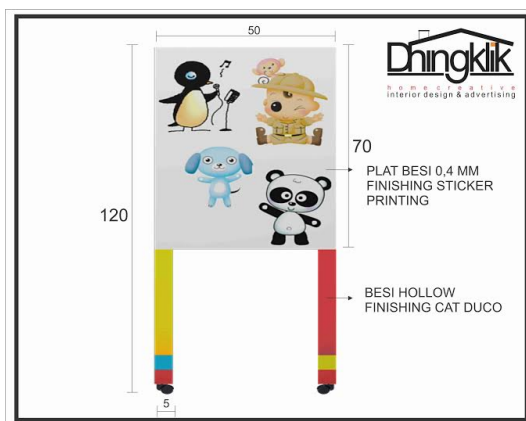 50
Dhingklik
home creative
interior design & advertising
70
PLAT BESI 0,4 MM
FINISHING STICKER
PRINTING
120
BESI HOLLOW
FINISHING CAT DUCO
5